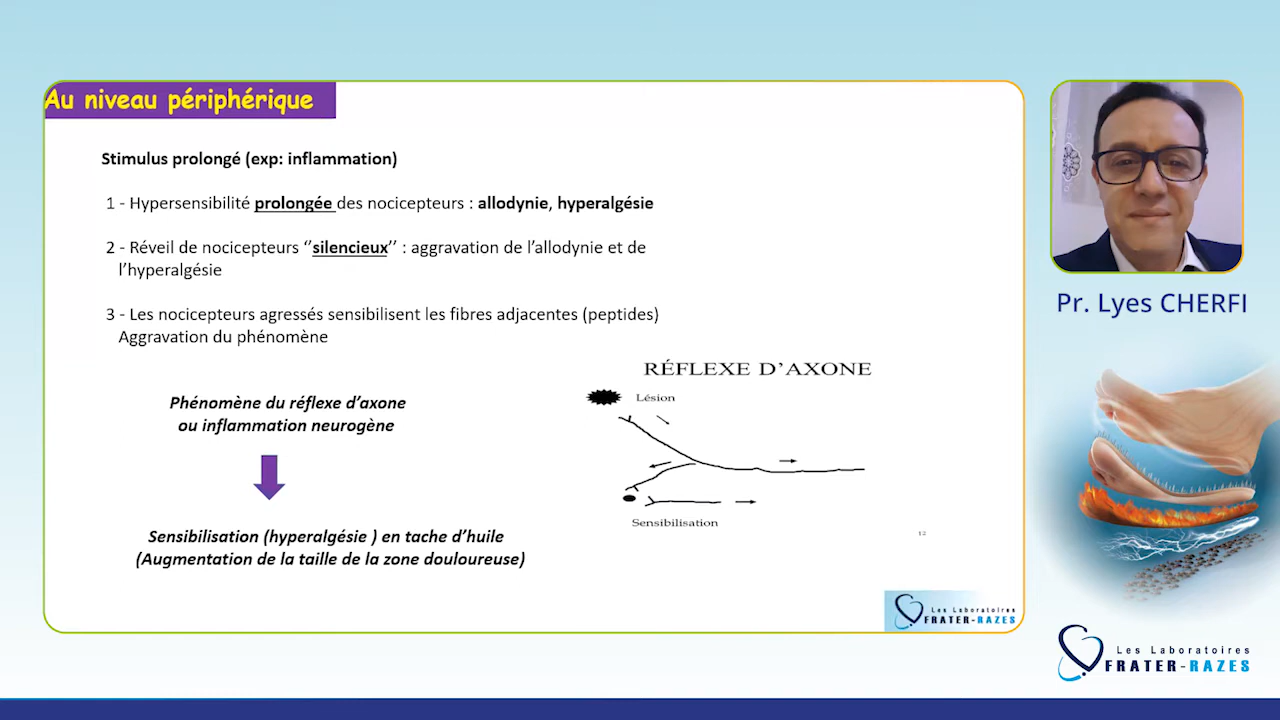 Au niveau périphérique
Stimulus prolongé (exp: inflammation)
1 - Hypersensibilité prolongée des nocicepteurs : allodynie, hyperalgésie
2 - Réveil de nocicepteurs ‘’silencieux’’ : aggravation de l’allodynie et de
l’hyperalgésie
3 - Les nocicepteurs agressés sensibilisent les fibres adjacentes (peptides)
Aggravation du phénomène
Phénomène du réflexe d’axone
ou inflammation neurogène
Sensibilisation (hyperalgésie ) en tache d’huile
(Augmentation de la taille de la zone douloureuse)
RÉFLEXE D’AXONE
Lésion
Sensibilisation
12
Les Laboratoires
FRATER-RAZES
Pr. Lyes CHERFI
Les Laboratoires
FRATER-RAZES